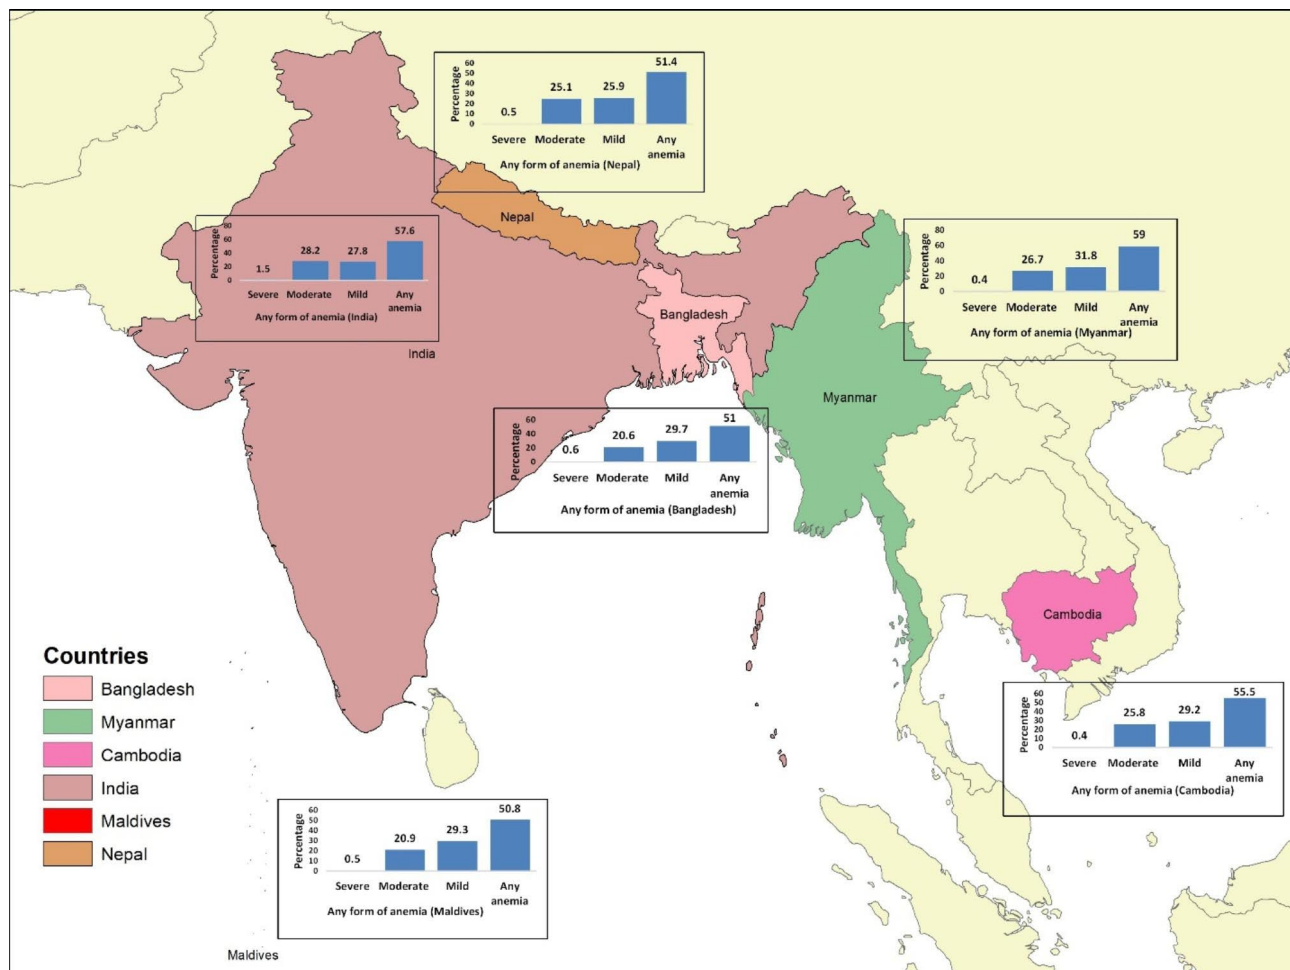 Percentage
60
50
40
30
20
10
0
0.5
25.1
25.9
51.4
Severe Moderate Mild Any
anemia
Any form of anemia (Nepal)
Nepal
Percentage
80
60
40
20
0
1.5
28.2
27.8
57.6
Severe Moderate Mild Any
anemia
Any form of anemia (India)
India
Percentage
80
60
40
20
0
0.4
26.7
31.8
59
Severe Moderate Mild Any
anemia
Any form of anemia (Myanmar)
Bangladesh
Myanmar
Percentage
60
40
20
0
0.6
20.6
29.7
51
Severe Moderate Mild Any
anemia
Any form of anemia (Bangladesh)
Cambodia
Percentage
60
50
40
30
20
10
0
0.4
25.8
29.2
55.5
Severe Moderate Mild Any
anemia
Any form of anemia (Cambodia)
Countries
Bangladesh
Myanmar
Cambodia
India
Maldives
Nepal
Percentage
60
50
40
30
20
10
0
0.5
20.9
29.3
50.8
Severe Moderate Mild Any
anemia
Any form of anemia (Maldives)
Maldives